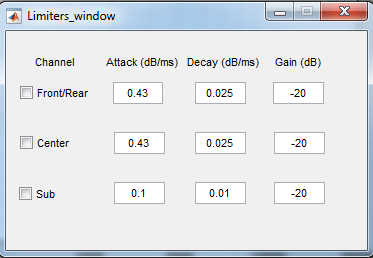 Limiters_window
Channel Attack (dB/ms) Decay (dB/ms) Gain (dB)
Front/Rear 0.43 0.025 -20
Center 0.43 0.025 -20
Sub 0.1 0.01 -20